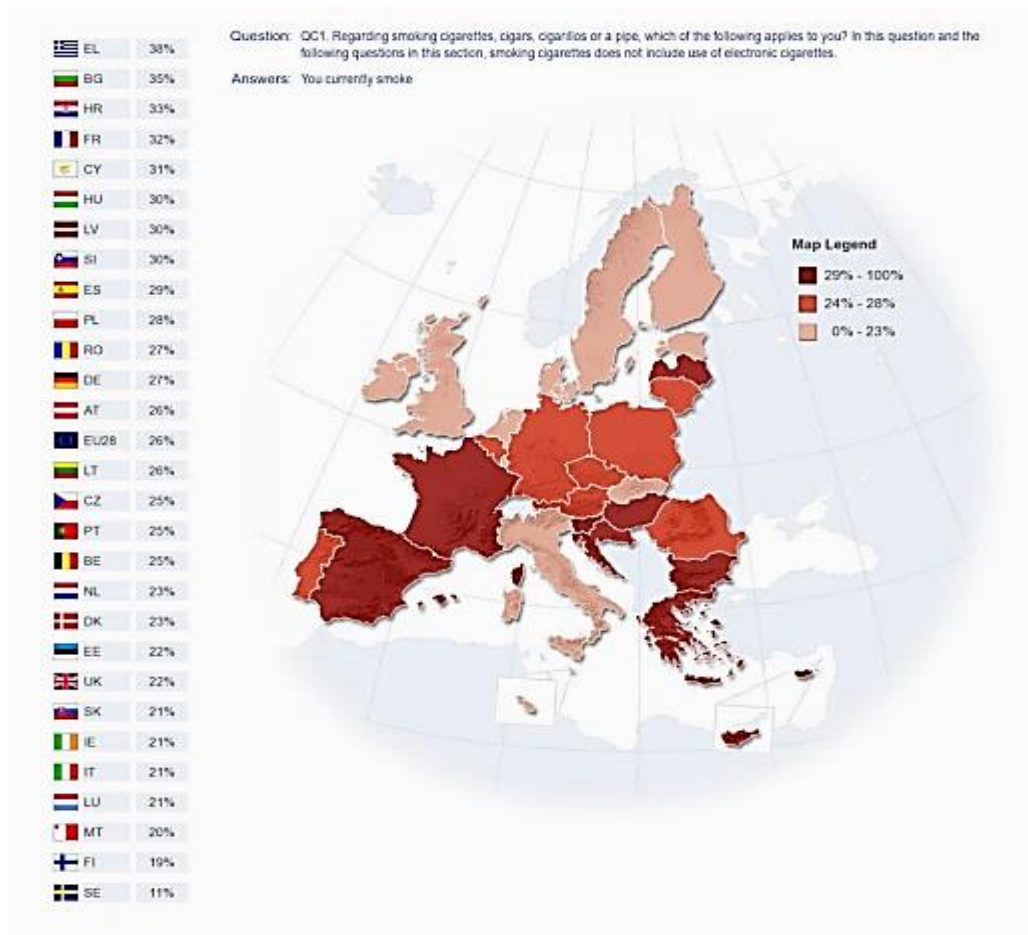 Question: QC1. Regarding smoking cigarettes, cigars, cigarillos or a pipe, which of the following applies to you? In this question and the
following questions in this section, smoking cigarettes does not include use of electronic cigarettes.
Answers: You currently smoke
EL 38%
BG 35%
HR 33%
FR 32%
CY 31%
HU 30%
LV 30%
SI 30%
ES 29%
PL 28%
RO 27%
DE 27%
AT 26%
EU28 26%
LT 26%
CZ 25%
PT 25%
BE 25%
NL 23%
DK 23%
EE 22%
UK 22%
SK 21%
IE 21%
IT 21%
LU 21%
MT 20%
FI 19%
SE 11%
Map Legend
29% - 100%
24% - 28%
0% - 23%